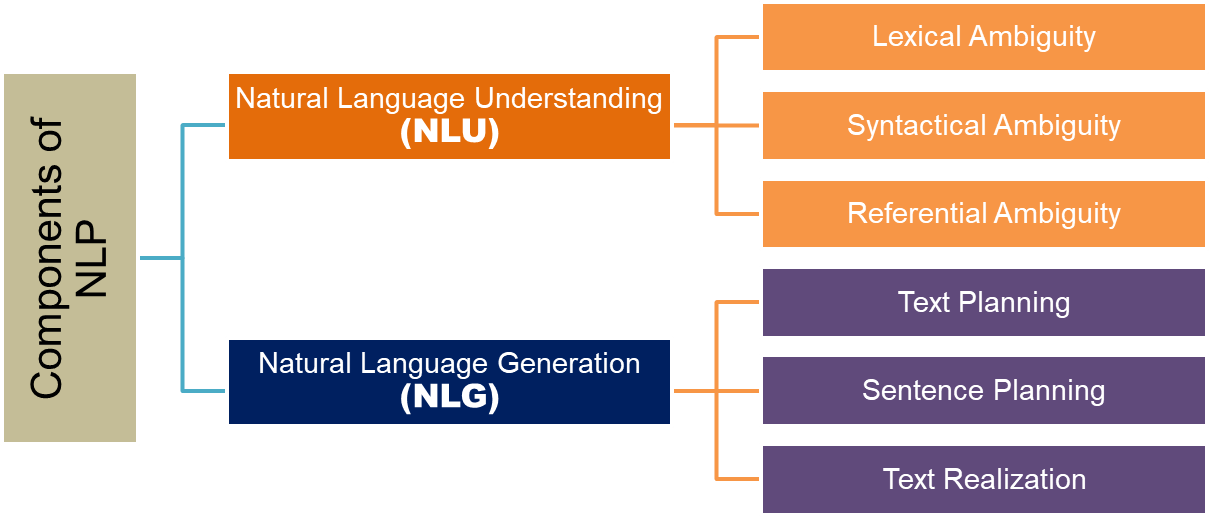 Components of
NLP
Natural Language Understanding
(NLU)
Lexical Ambiguity
Syntactical Ambiguity
Referential Ambiguity
Natural Language Generation
(NLG)
Text Planning
Sentence Planning
Text Realization